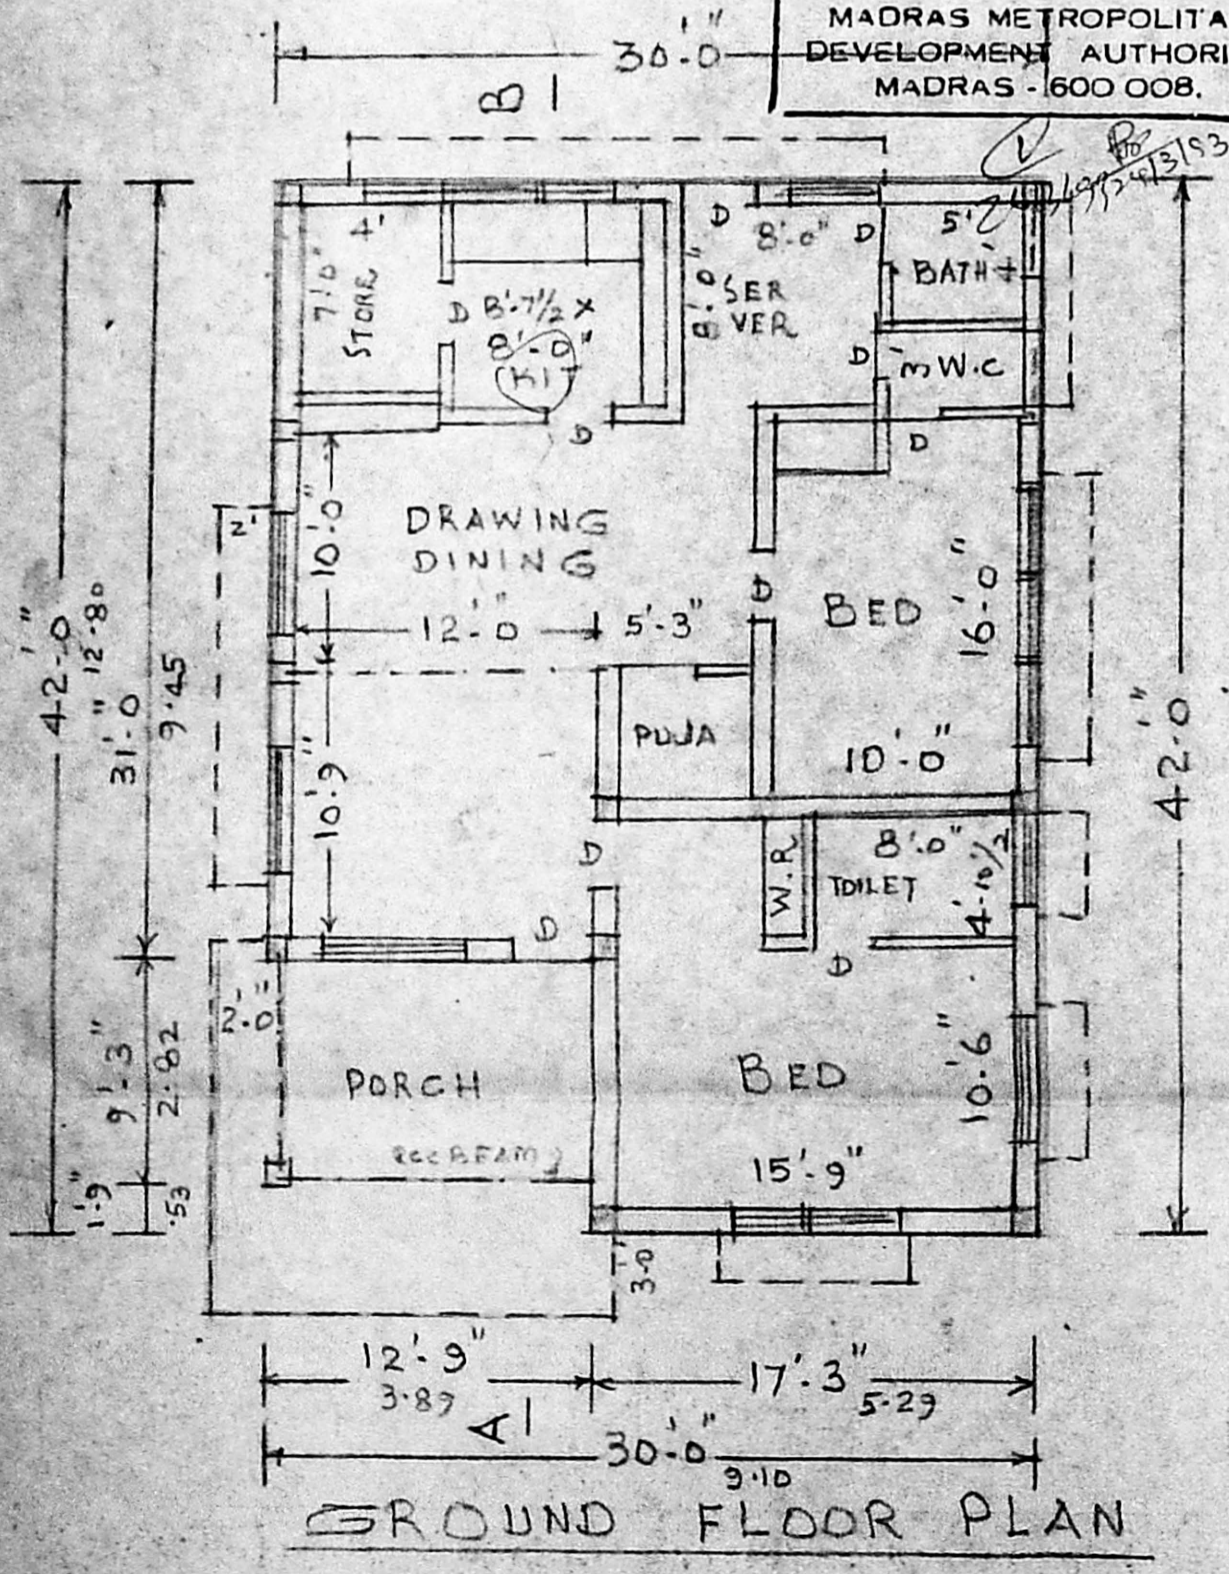 30'-0"
MADRAS METROPOLITA
DEVELOPMENT AUTHORI
MADRAS - 600 008.
B
4'
7'-0"
STORE
D
8'-7½ x
8'-0"
KIT
D
D
8'-0"
8'-0"
SER
VER
D
5'
BATH
D
W.C
D
D
2'
10'-0"
DRAWING
DINING
12'-0"
5'-3"
D
BED
16'-0"
10'-0"
42'-0"
12.80
31'-0"
9.45
42'-0"
10'-9"
PUJA
D
W.R
8'-0"
TOILET
4'-10½
D
D
2'-0"
9'-3"
2.82
PORCH
RCC BEAM
BED
10'-6"
15'-9"
1'-9"
.53
3'-0
12'-9"
3.89
17'-3"
5.29
A
30'-0"
9.10
GROUND FLOOR PLAN